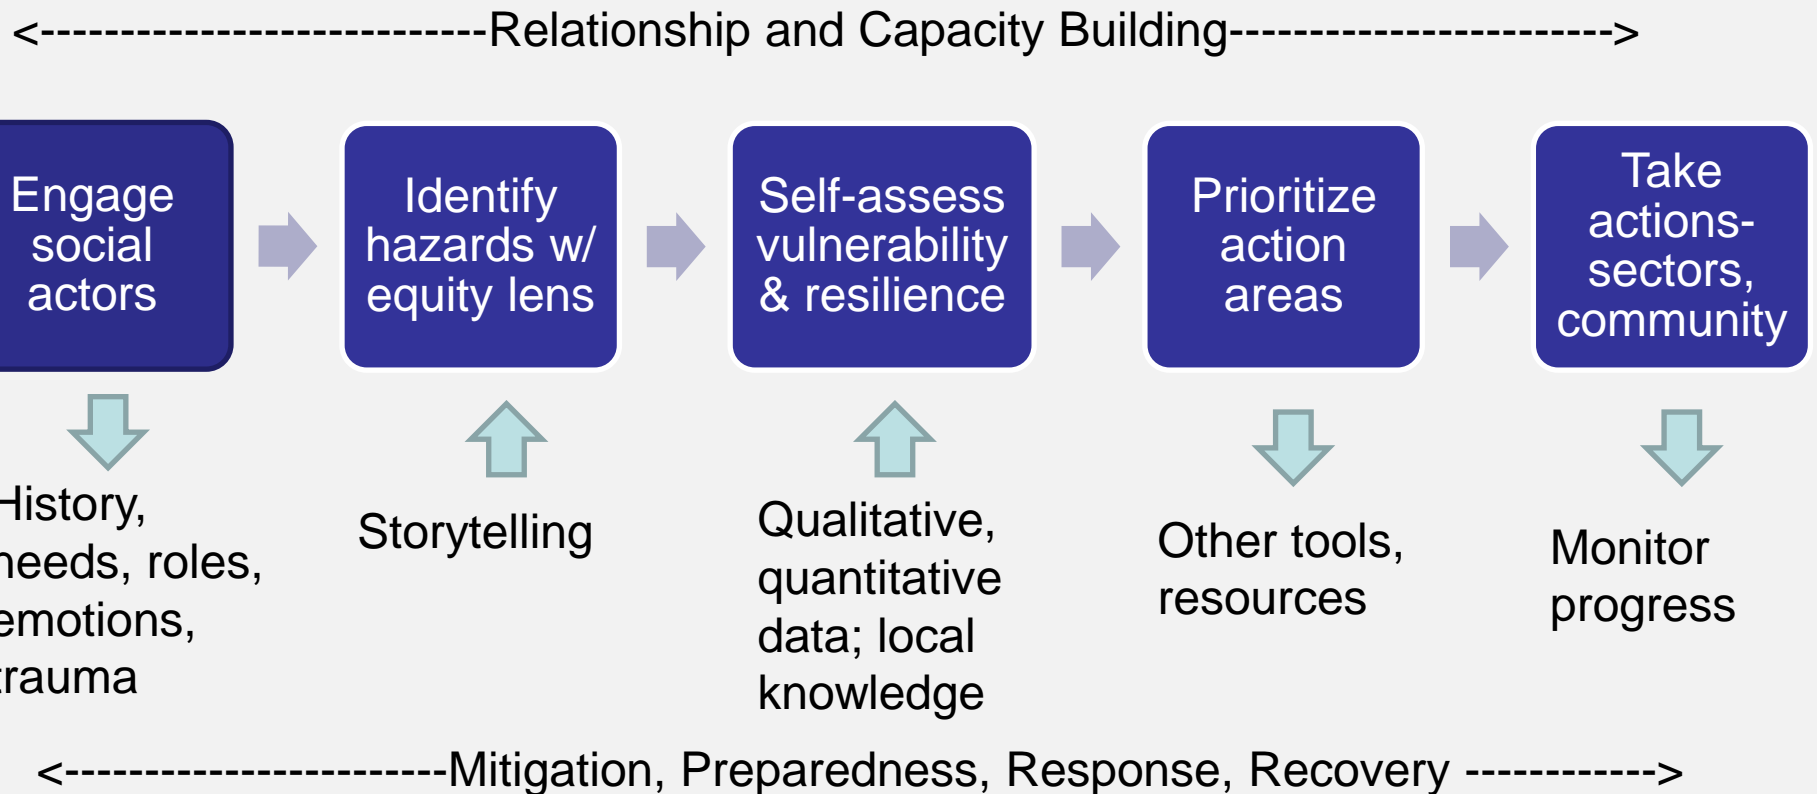 <---------------------------Relationship and Capacity Building------------------------>
Engage
social
actors
Identify
hazards w/
equity lens
Self-assess
vulnerability
& resilience
Prioritize
action
areas
Take
actions-
sectors,
community
History,
needs, roles,
emotions,
trauma
Storytelling
Qualitative,
quantitative
data; local
knowledge
Other tools,
resources
Monitor
progress
<------------------------Mitigation, Preparedness, Response, Recovery ------------>